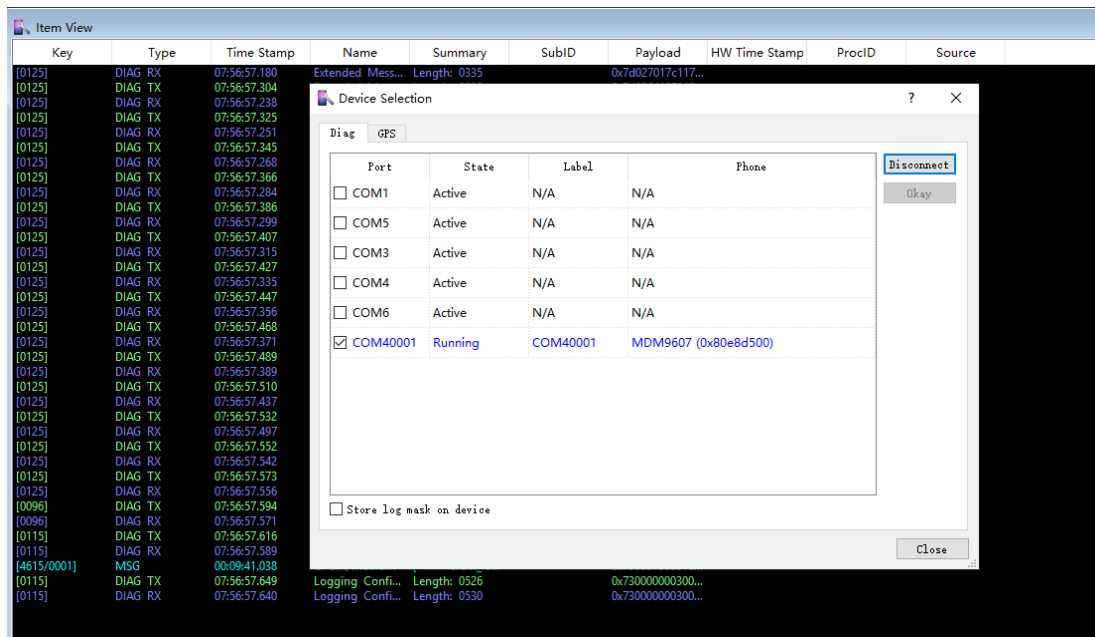 Item View
Key Type Time Stamp Name Summary SubID Payload HW Time Stamp ProcID Source
[0125] DIAG RX 07:56:57.180 Extended Mess... Length: 0335 0x7d027017c117...
[0125] DIAG TX 07:56:57.304
[0125] DIAG RX 07:56:57.238
[0125] DIAG TX 07:56:57.325
[0125] DIAG RX 07:56:57.251
[0125] DIAG TX 07:56:57.345
[0125] DIAG RX 07:56:57.268
[0125] DIAG TX 07:56:57.366
[0125] DIAG RX 07:56:57.284
[0125] DIAG TX 07:56:57.386
[0125] DIAG RX 07:56:57.299
[0125] DIAG TX 07:56:57.407
[0125] DIAG RX 07:56:57.315
[0125] DIAG TX 07:56:57.427
[0125] DIAG RX 07:56:57.335
[0125] DIAG TX 07:56:57.447
[0125] DIAG RX 07:56:57.356
[0125] DIAG TX 07:56:57.468
[0125] DIAG RX 07:56:57.371
[0125] DIAG TX 07:56:57.489
[0125] DIAG RX 07:56:57.389
[0125] DIAG TX 07:56:57.510
[0125] DIAG RX 07:56:57.437
[0125] DIAG TX 07:56:57.532
[0125] DIAG RX 07:56:57.497
[0125] DIAG TX 07:56:57.552
[0125] DIAG RX 07:56:57.542
[0125] DIAG TX 07:56:57.573
[0125] DIAG RX 07:56:57.556
[0096] DIAG TX 07:56:57.594
[0096] DIAG RX 07:56:57.571
[0115] DIAG TX 07:56:57.616
[0115] DIAG RX 07:56:57.589
[4615/0001] MSG 00:09:41.038
[0115] DIAG TX 07:56:57.649 Logging Confi... Length: 0526 0x730000000300...
[0115] DIAG RX 07:56:57.640 Logging Confi... Length: 0530 0x730000000300...
Device Selection ?
Diag GPS
Port State Label Phone
Disconnect
COM1 Active N/A N/A
Okay
COM5 Active N/A N/A
COM3 Active N/A N/A
COM4 Active N/A N/A
COM6 Active N/A N/A
COM40001 Running COM40001 MDM9607 (0x80e8d500)
Store log mask on device
Close